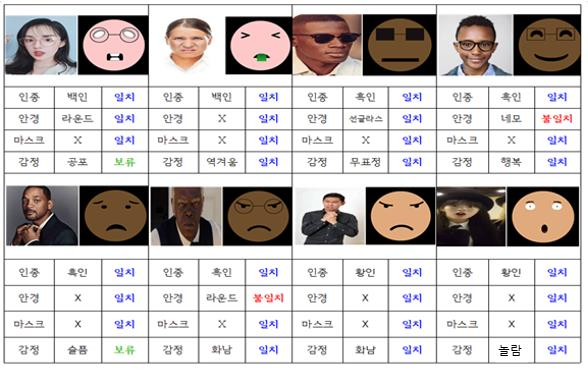 인종 백인 일치 인종 백인 일치 인종 흑인 일치 인종 흑인 일치
안경 라운드 일치 안경 X 일치 안경 선글라스 일치 안경 네모 불일치
마스크 X 일치 마스크 X 일치 마스크 X 일치 마스크 X 일치
감정 공포 보류 감정 역겨움 일치 감정 무표정 일치 감정 행복 일치
인종 흑인 일치 인종 흑인 일치 인종 황인 일치 인종 황인 일치
안경 X 일치 안경 라운드 불일치 안경 X 일치 안경 X 일치
마스크 X 일치 마스크 X 일치 마스크 X 일치 마스크 X 일치
감정 슬픔 보류 감정 화남 일치 감정 화남 일치 감정 놀람 일치